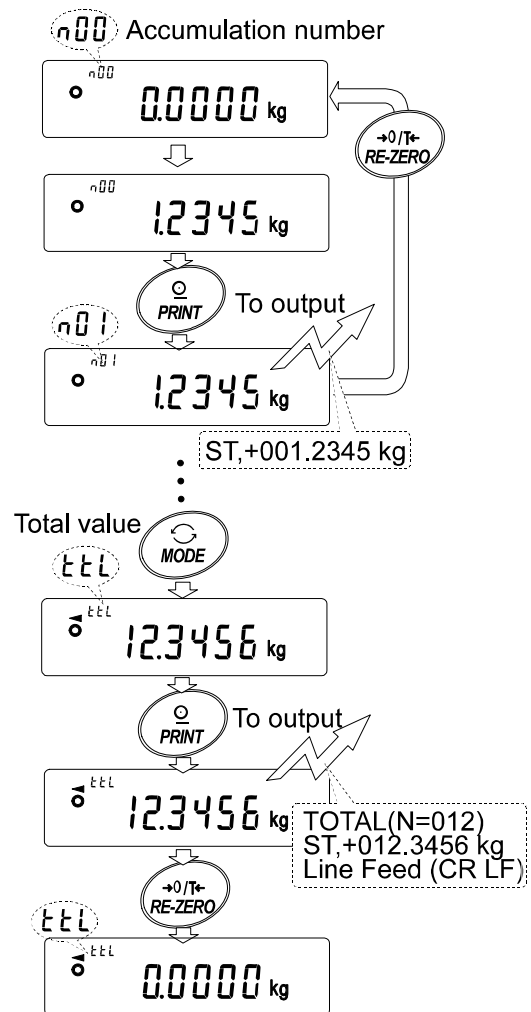 n00 Accumulation number
n00
0.0000 kg
→0/T←
RE-ZERO
n00
1.2345 kg
PRINT
To output
n01
n01
1.2345 kg
ST,+001.2345 kg
Total value
MODE
ttL
ttL
12.3456 kg
PRINT
To output
ttL
12.3456 kg
TOTAL(N=012)
ST,+012.3456 kg
Line Feed (CR LF)
→0/T←
RE-ZERO
ttL
ttL
0.0000 kg